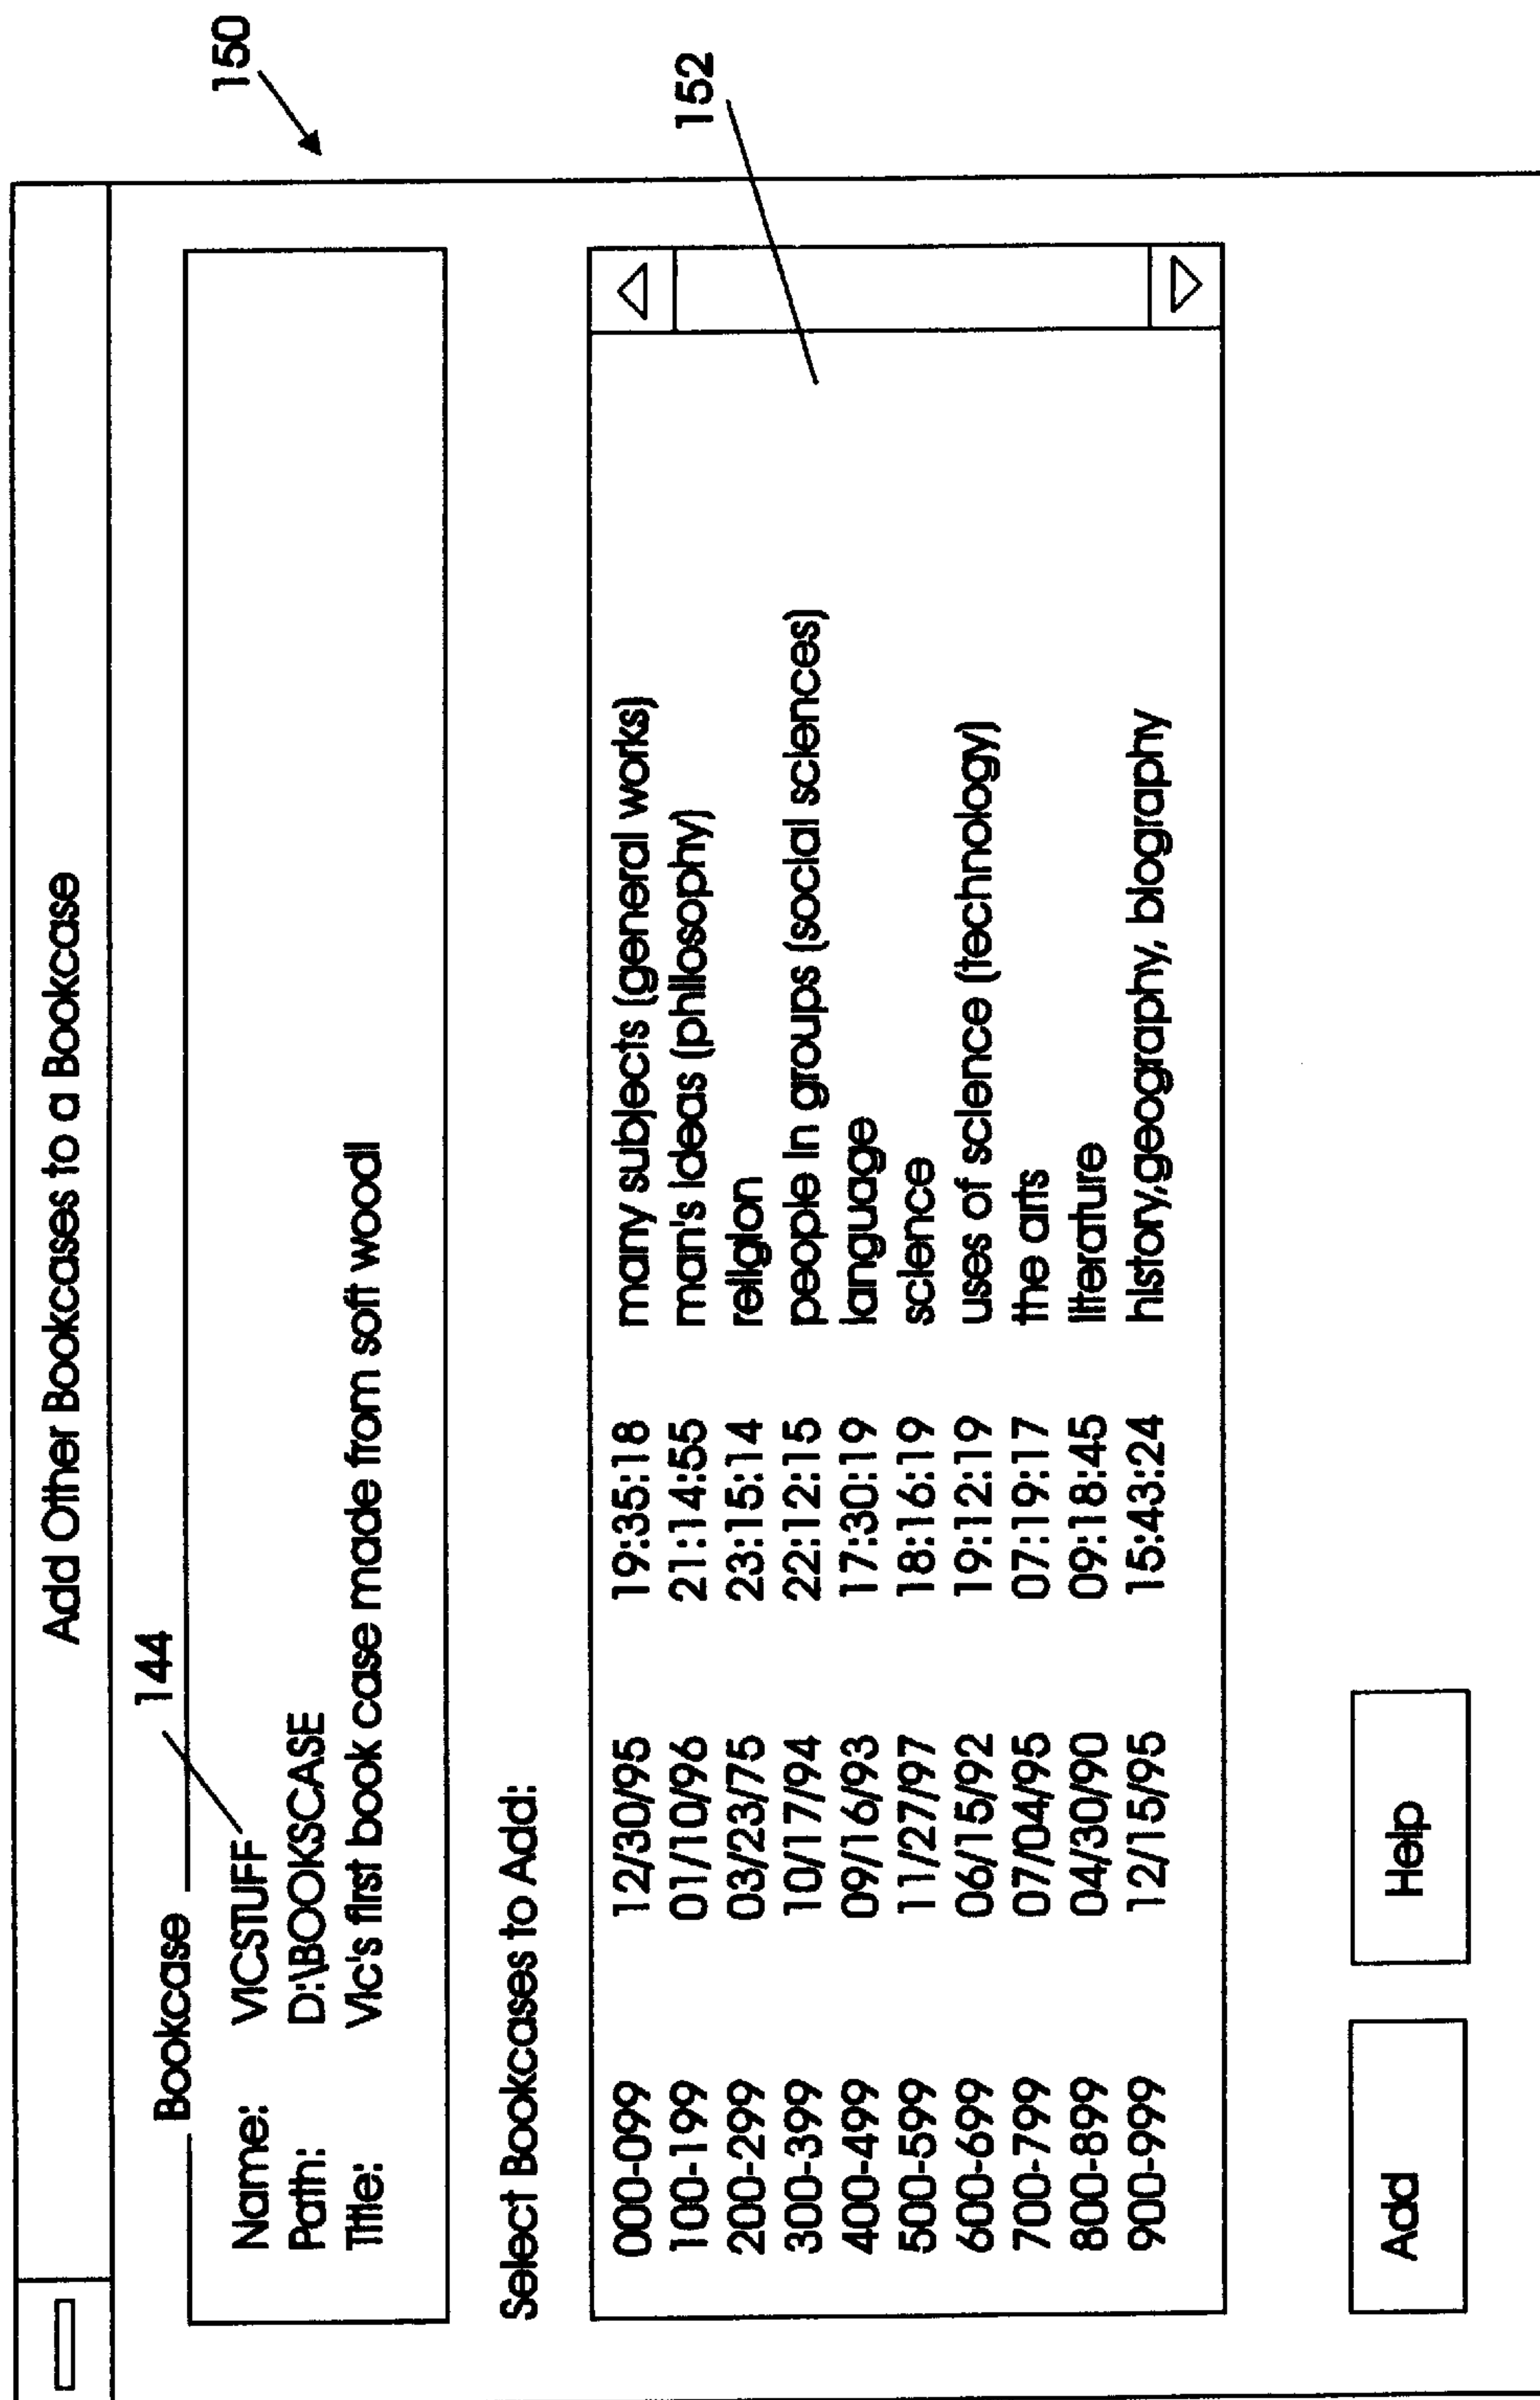 150
Add Other Bookcases to a Bookcase
144
Bookcase
Name: VICSTUFF
Path: D:\BOOKSCASE
Title: Vic's first book case made from soft wood!
152
Select Bookcases to Add:
000-099 12/30/95 19:35:18 many subjects (general works)
100-199 01/10/96 21:14:55 man's ideas (philosophy)
200-299 03/23/75 23:15:14 religion
300-399 10/17/94 22:12:15 people in groups (social sciences)
400-499 09/16/93 17:30:19 language
500-599 11/27/97 18:16:19 science
600-699 06/15/92 19:12:19 uses of science (technology)
700-799 07/04/95 07:19:17 the arts
800-899 04/30/90 09:18:45 literature
900-999 12/15/95 15:43:24 history,geography, biography
Add Help